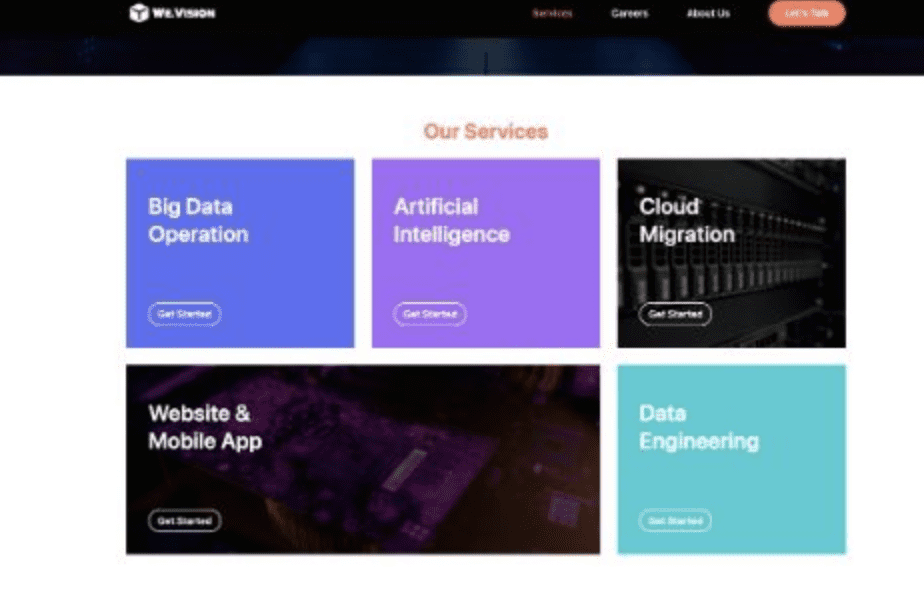 WE.VISION
Services
Careers
About Us
Let's Talk
Our Services
Big Data
Operation
Get Started
Artificial
Intelligence
Get Started
Cloud
Migration
Get Started
Website &
Mobile App
Get Started
Data
Engineering
Get Started